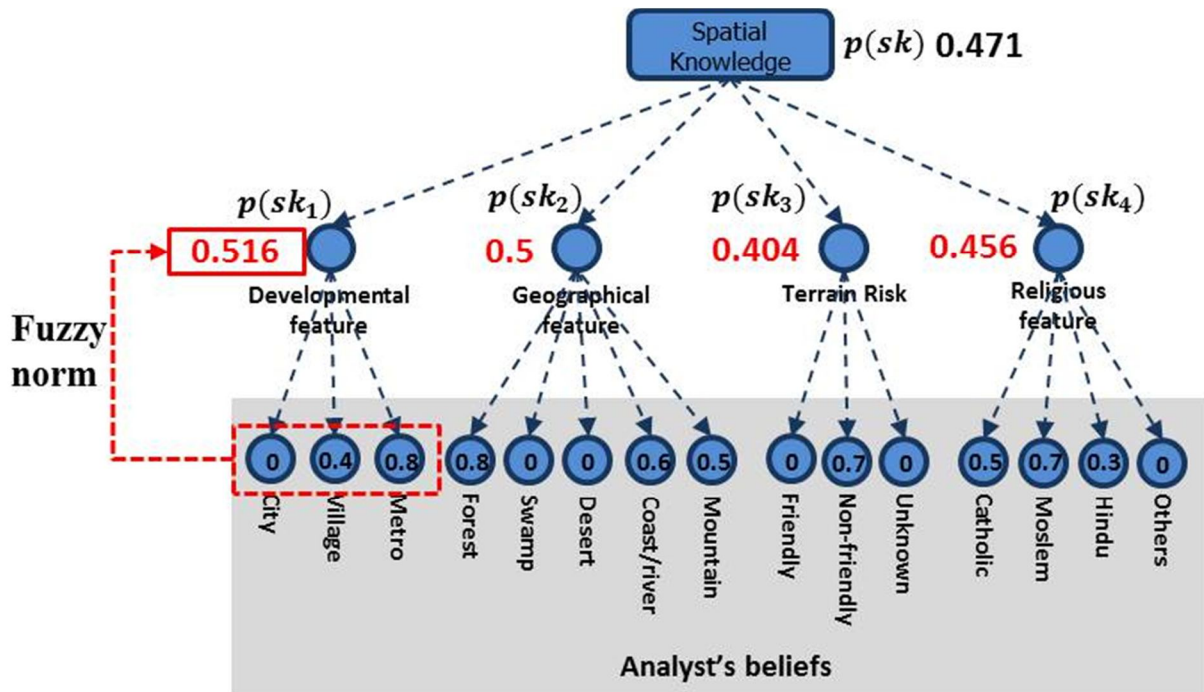 Spatial
Knowledge
p(sk) 0.471
p(sk₁)
p(sk₂)
p(sk₃)
p(sk₄)
0.516
0.5
0.404
0.456
Developmental
feature
Geographical
feature
Terrain Risk
Religious
feature
Fuzzy
norm
0
0.4
0.8
0.8
0
0
0.6
0.5
0
0.7
0
0.5
0.7
0.3
0
City
Village
Metro
Forest
Swamp
Desert
Coast/river
Mountain
Friendly
Non-friendly
Unknown
Catholic
Moslem
Hindu
Others
Analyst's beliefs